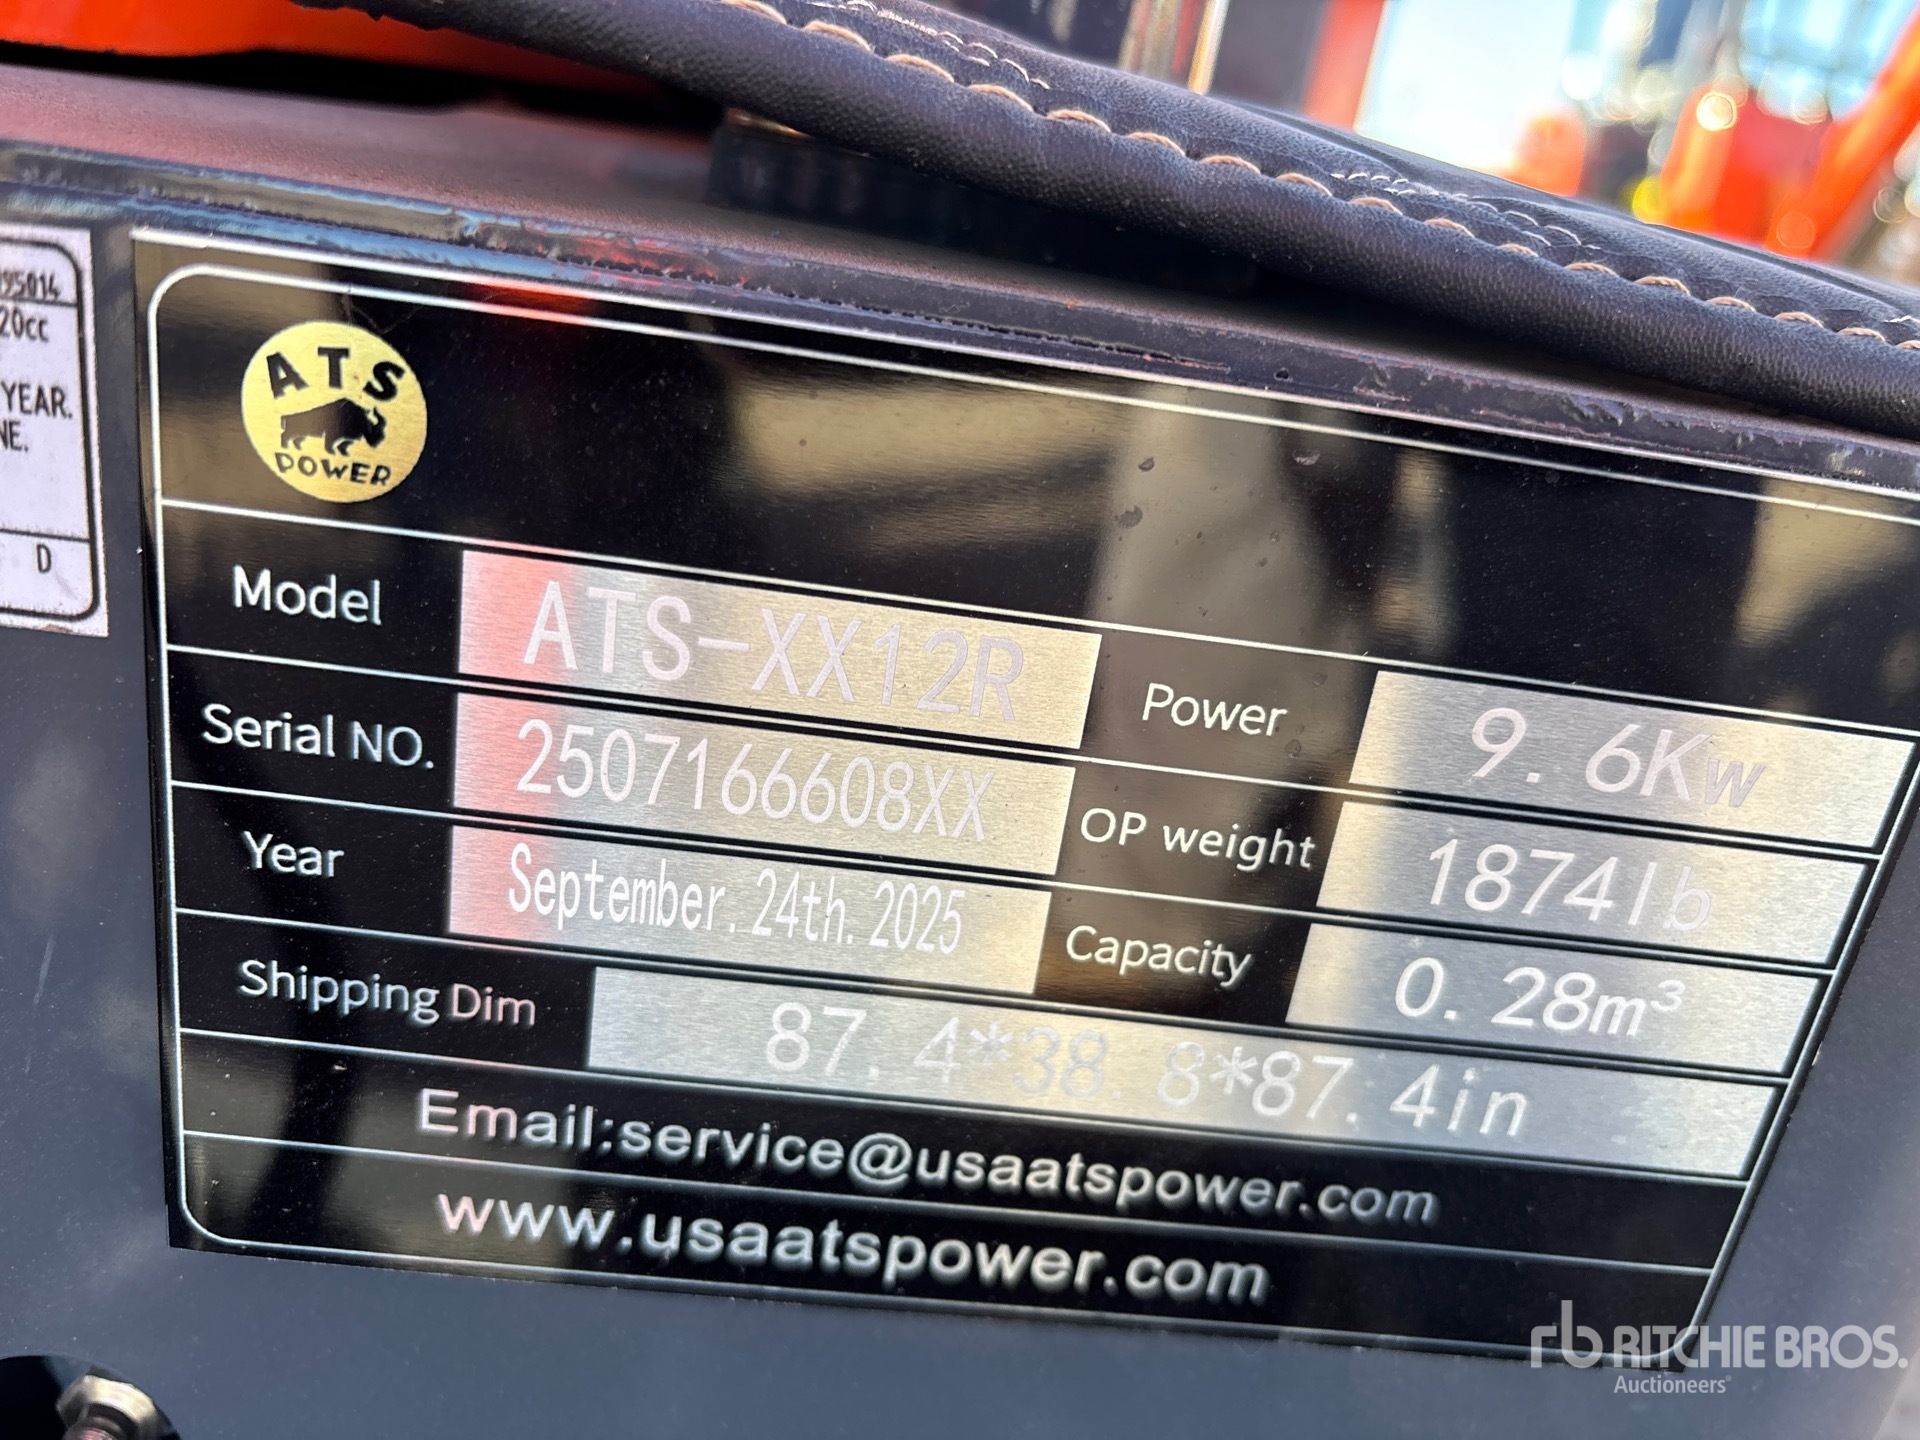 95014
20cc
YEAR.
NE.
D
ATS
POWER
Model ATS-XX12R Power 9.6Kw
Serial NO. 2507166608XX OP weight 1874lb
Year September.24th.2025 Capacity 0.28m³
Shipping Dim 87.4*38.8*87.4in
Email:service@usaatspower.com
www.usaatspower.com
rb RITCHIE BROS.
Auctioneers